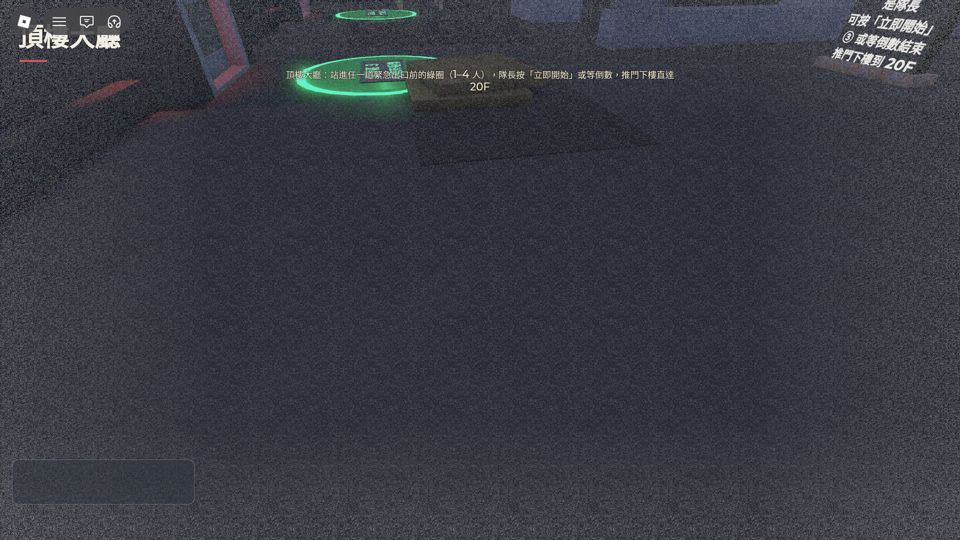 頂樓大廳
頂樓大廳：站進任一道緊急出口前的綠圈（1–4 人），隊長按「立即開始」或等倒數，推門下樓直達
20F
是隊長
可按「立即開始」
③ 或等倒數結束
推門下樓到 20F